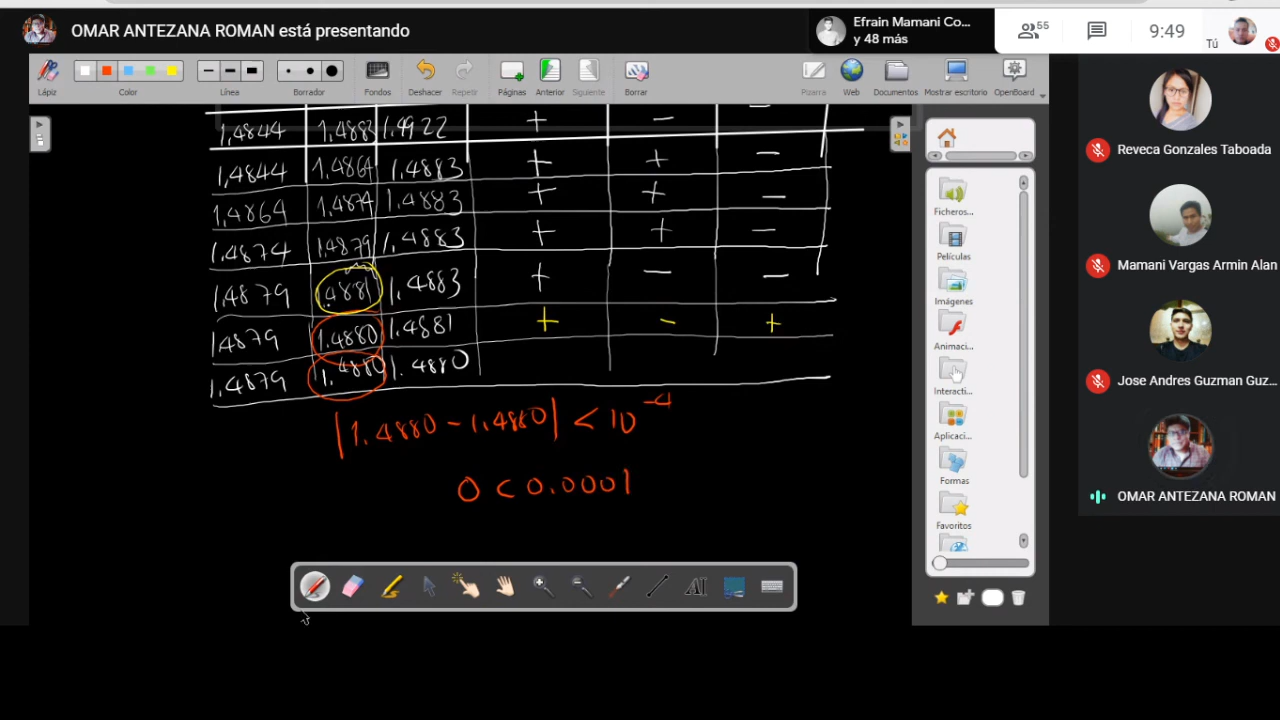 OMAR ANTEZANA ROMAN está presentando
Efrain Mamani Co...
y 48 más
55
9:49
Tú
Lápiz
Color
Línea
Borrador
Fondos
Deshacer
Repetir
Páginas
Anterior
Siguiente
Borrar
Pizarra
Web
Documentos
Mostrar escritorio
OpenBoard
1,4844 1,4883 1.4922 + - -
1,4844 1,4864 1.4883 + + -
1,4864 1,4874 1.4883 + + -
1,4874 1,4879 1.4883 + + -
1,4879 1.4881 1.4883 + - -
1,4879 1.4880 1.4881 + - +
1.4879 1.4880 1.4880
|1.4880 - 1.4880| < 10⁻⁴
0 < 0.0001
AI
Ficheros...
Películas
Imágenes
Animaci...
Interacti...
Aplicaci...
Formas
Favoritos
Reveca Gonzales Taboada
Mamani Vargas Armin Alan
Jose Andres Guzman Guz...
OMAR ANTEZANA ROMAN